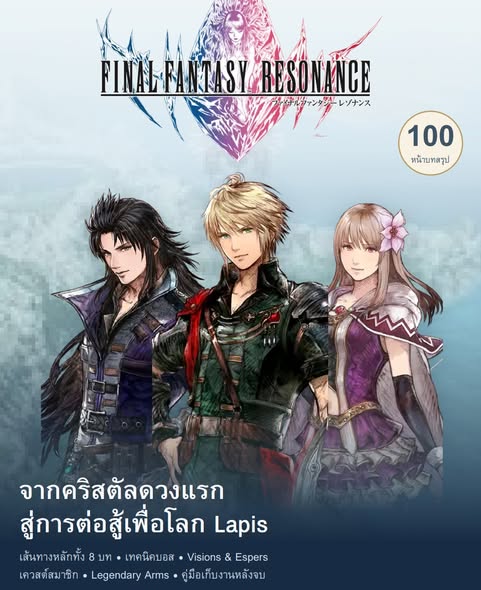 FINAL FANTASY RESONANCE
ファイナルファンタジー レゾナンス
100
หน้าบทสรุป
จากคริสตัลดวงแรก
สู่การต่อสู้เพื่อโลก Lapis
เส้นทางหลักทั้ง 8 บท • เทคนิคบอส • Visions & Espers
เควสต์สมาชิก • Legendary Arms • คู่มือเก็บงานหลังจบ